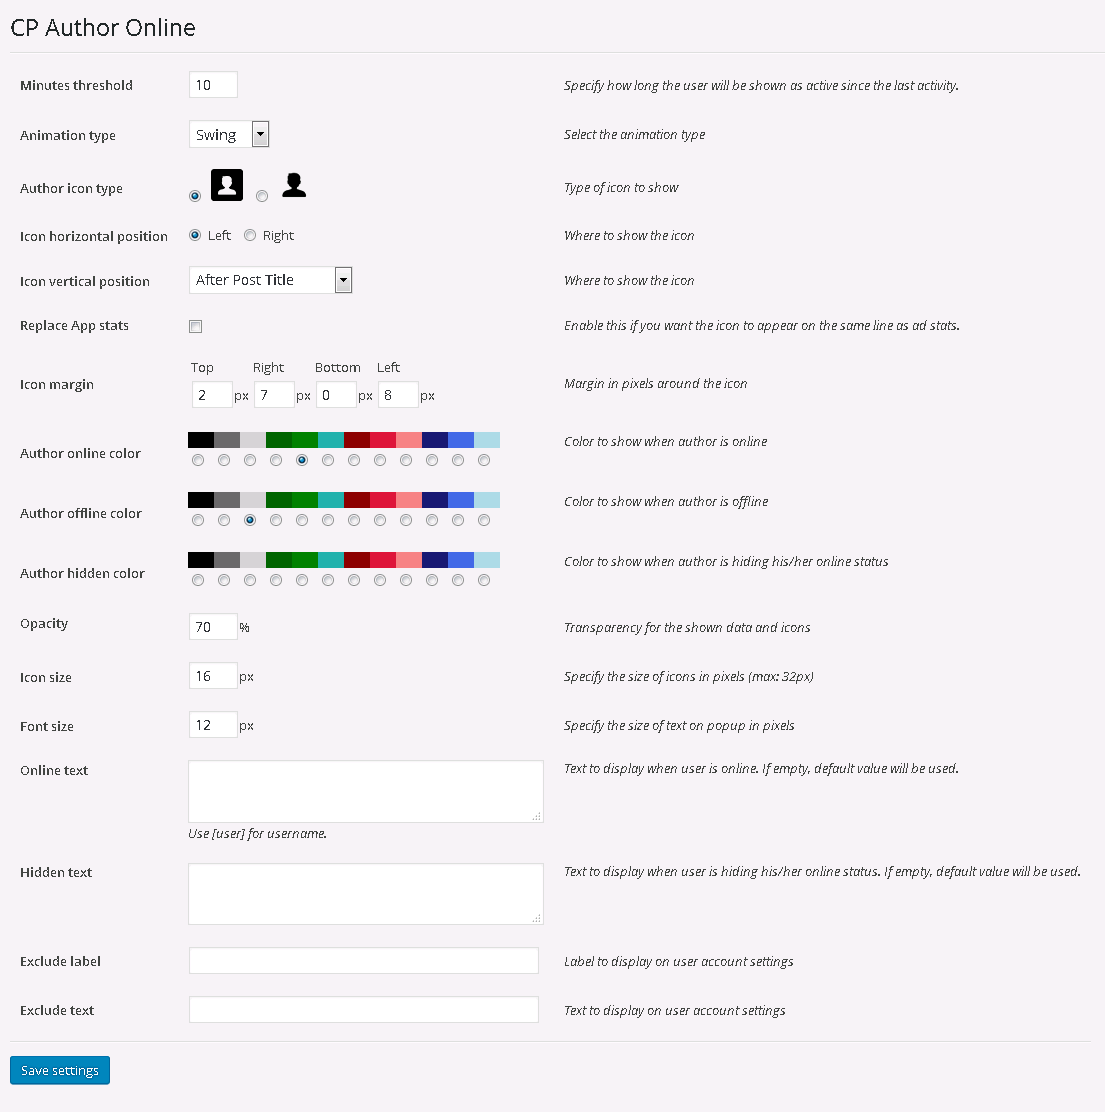 CP Author Online
Minutes threshold 10 Specify how long the user will be shown as active since the last activity.
Animation type Swing Select the animation type
Author icon type Type of icon to show
Icon horizontal position Left Right Where to show the icon
Icon vertical position After Post Title Where to show the icon
Replace App stats Enable this if you want the icon to appear on the same line as ad stats.
Top Right Bottom Left
Icon margin 2 px 7 px 0 px 8 px Margin in pixels around the icon
Author online color Color to show when author is online
Author offline color Color to show when author is offline
Author hidden color Color to show when author is hiding his/her online status
Opacity 70 % Transparency for the shown data and icons
Icon size 16 px Specify the size of icons in pixels (max: 32px)
Font size 12 px Specify the size of text on popup in pixels
Online text Text to display when user is online. If empty, default value will be used.
Use [user] for username.
Hidden text Text to display when user is hiding his/her online status. If empty, default value will be used.
Exclude label Label to display on user account settings
Exclude text Text to display on user account settings
Save settings